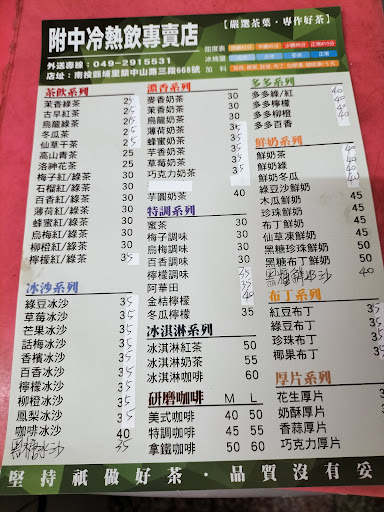 附中冷熱飲專賣店
【嚴選茶葉‧專作好茶】
外送專線：049-2915531
店址：南投縣埔里鎮中山路三段668號
甜度表
冰塊量
加料
茶飲系列
茉香綠茶 25
古早紅茶 25
烏龍綠茶
冬瓜茶 25
仙草干茶 25
高山青茶 25
洛神花茶 25
梅子紅/綠茶 30
石榴紅/綠茶 30
百香紅/綠茶 30
薄荷紅/綠茶 30
蜂蜜紅/綠茶 35
烏梅紅/綠茶 30
柳橙紅/綠茶 35
檸檬紅/綠茶 35
冰沙系列
綠豆冰沙 35
草莓冰沙 35
芒果冰沙 35
話梅冰沙 35
香檳冰沙 35
百香冰沙 35
檸檬冰沙 35
柳橙冰沙 35
鳳梨冰沙 35
咖啡冰沙 40
黑糖冰沙 35
濃香系列
麥香奶茶 30
茉香奶茶 30
烏龍奶茶 30
薄荷奶茶 35
蜂蜜奶茶 35
芋香奶茶 35
草莓奶茶 35
巧克力奶茶 35
芋圓奶茶 40
特調系列
蜜茶 30
梅子調味 30
烏梅調味 30
百香調味 30
檸檬調味 35
阿華田 35
金桔檸檬 40
冬瓜檸檬 35
冰淇淋系列
冰淇淋紅茶 50
冰淇淋奶茶 55
冰淇淋咖啡 60
研磨咖啡 M L
美式咖啡 40 50
特調咖啡 45 55
拿鐵咖啡 50 60
多多系列
多多綠/紅 40
多多檸檬 40
多多柳橙 40
多多百香 40
鮮奶系列
鮮奶茶 40
鮮奶綠 40
鮮奶冬瓜 40
綠豆沙鮮奶
木瓜鮮奶 45
珍珠鮮奶 45
布丁鮮奶 50
仙草凍鮮奶 45
黑糖珍珠鮮奶 50
黑糖布丁鮮奶 50
布丁系列
紅豆布丁 35
綠豆布丁 35
珍珠布丁 35
椰果布丁 35
厚片系列
花生厚片
奶酥厚片
香蒜厚片
巧克力厚片
堅持祇做好茶‧品質沒有妥